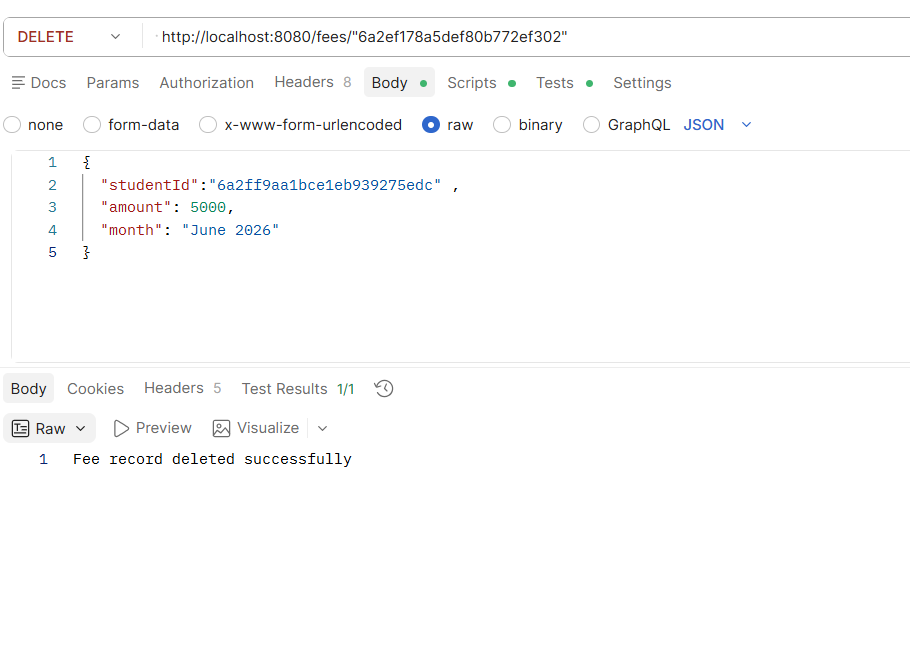 DELETE http://localhost:8080/fees/"6a2ef178a5def80b772ef302"
Docs Params Authorization Headers 8 Body Scripts Tests Settings
none form-data x-www-form-urlencoded raw binary GraphQL JSON
1 {
2 "studentId":"6a2ff9aa1bce1eb939275edc" ,
3 "amount": 5000,
4 "month": "June 2026"
5 }
Body Cookies Headers 5 Test Results 1/1
Raw Preview Visualize
1 Fee record deleted successfully